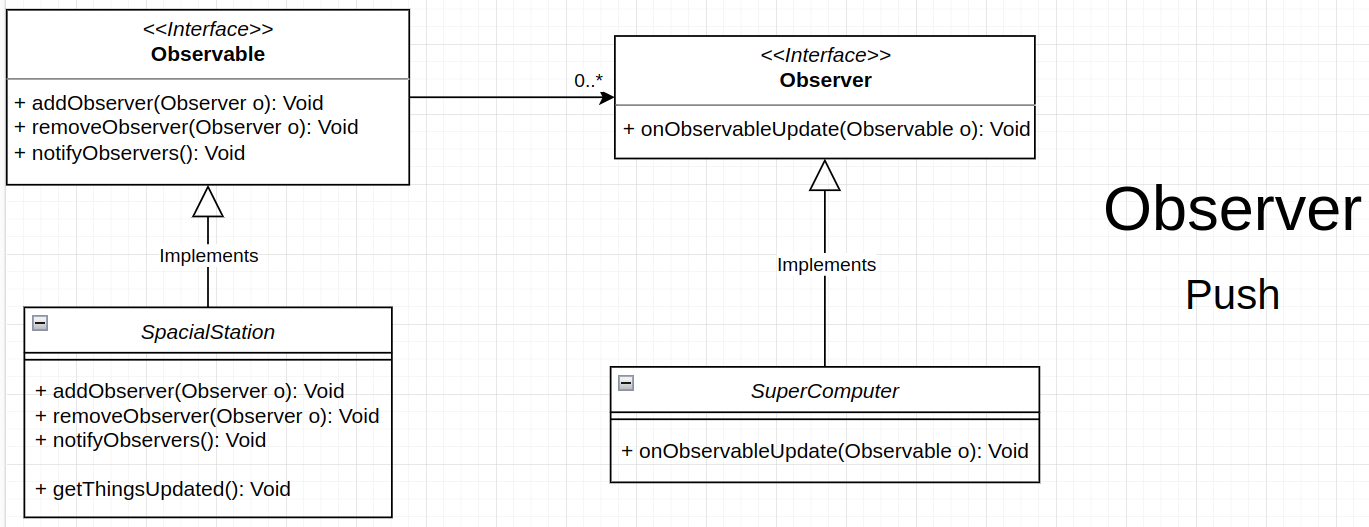 <<Interface>>
Observable
+ addObserver(Observer o): Void
+ removeObserver(Observer o): Void
+ notifyObservers(): Void
0..*
<<Interface>>
Observer
+ onObservableUpdate(Observable o): Void
Implements
Implements
SpacialStation
+ addObserver(Observer o): Void
+ removeObserver(Observer o): Void
+ notifyObservers(): Void
+ getThingsUpdated(): Void
SuperComputer
+ onObservableUpdate(Observable o): Void
Observer
Push